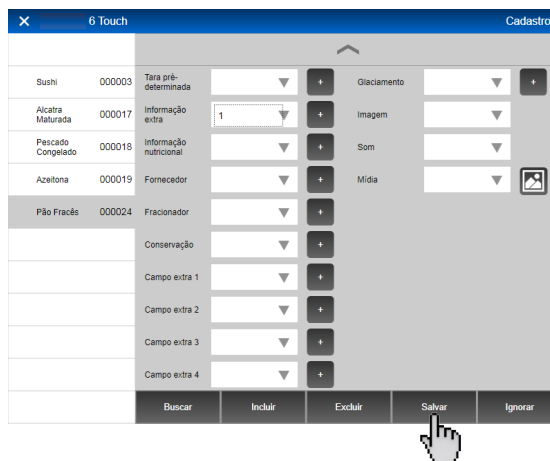 × 6 Touch Cadastro
Sushi 000003
Alcatra
Maturada 000017
Pescado
Congelado 000018
Azeitona 000019
Pão Fracês 000024
Tara pré-
determinada +
Informação
extra 1 +
Informação
nutricional +
Fornecedor +
Fracionador +
Conservação +
Campo extra 1 +
Campo extra 2 +
Campo extra 3 +
Campo extra 4 +
Glaciamento +
Imagem
Som
Mídia
Buscar Incluir Excluir Salvar Ignorar